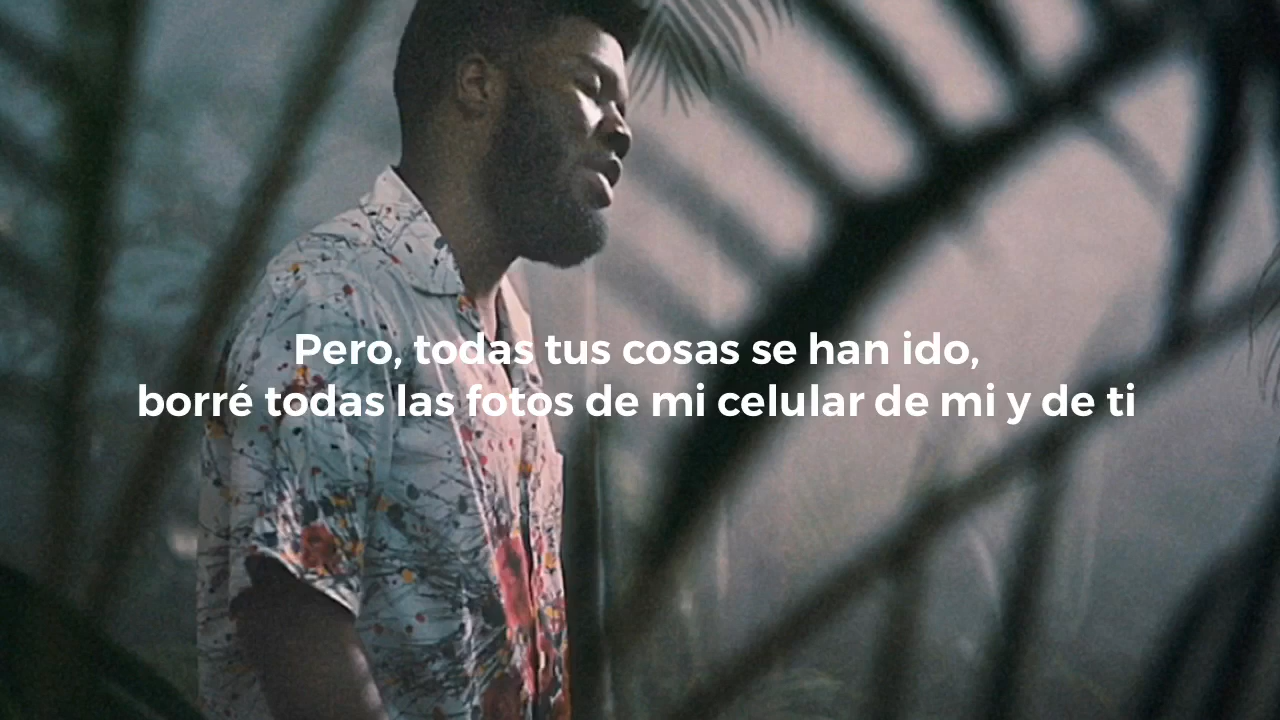 Pero, todas tus cosas se han ido,
borré todas las fotos de mi celular de mi y de ti